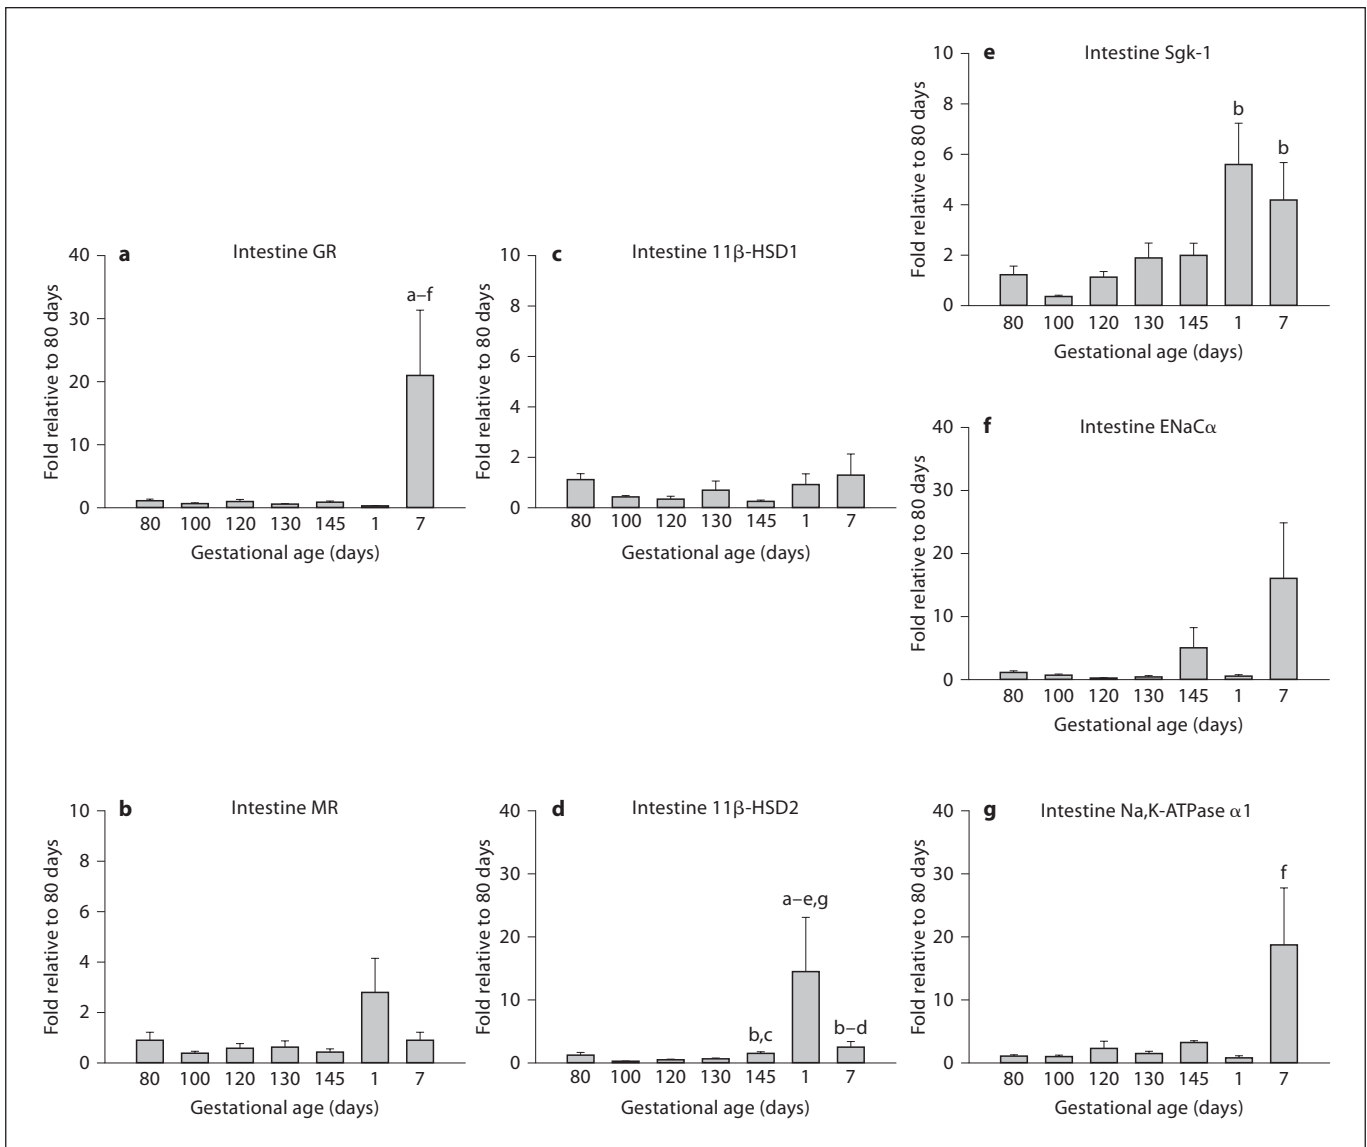 a Intestine GR
Fold relative to 80 days
40
30
20
10
0
a–f
80 100 120 130 145 1 7
Gestational age (days)
b Intestine MR
Fold relative to 80 days
10
8
6
4
2
0
80 100 120 130 145 1 7
Gestational age (days)
c Intestine 11β-HSD1
Fold relative to 80 days
10
8
6
4
2
0
80 100 120 130 145 1 7
Gestational age (days)
d Intestine 11β-HSD2
Fold relative to 80 days
40
30
20
10
0
b,c
a–e,g
b–d
80 100 120 130 145 1 7
Gestational age (days)
e Intestine Sgk-1
Fold relative to 80 days
10
8
6
4
2
0
b
b
80 100 120 130 145 1 7
Gestational age (days)
f Intestine ENaCα
Fold relative to 80 days
40
30
20
10
0
80 100 120 130 145 1 7
Gestational age (days)
g Intestine Na,K-ATPase α1
Fold relative to 80 days
40
30
20
10
0
f
80 100 120 130 145 1 7
Gestational age (days)